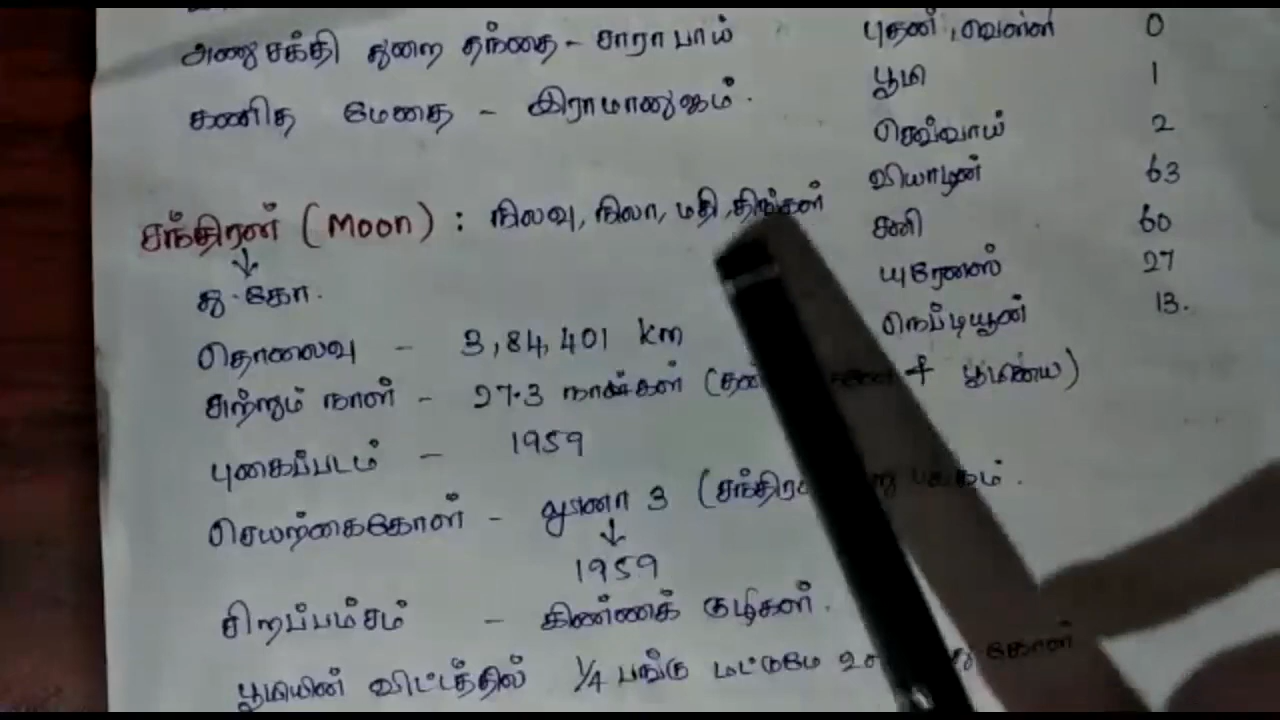 அணு சக்தி துறை தந்தை - சாராபாய்
கணித மேதை - இராமானுஜம்.
புதன், வெள்ளி 0
பூமி 1
செவ்வாய் 2
வியாழன் 63
சனி 60
யுரேனஸ் 27
நெப்டியூன் 13.
சந்திரன் (Moon) : நிலவு, நிலா, மதி, திங்கள்
↓
து.கோ.
தொலைவு - 3,84,401 km
சுற்றும் நாள் - 27.3 நாள்கள் ( + பூமியை)
புகைப்படம் - 1959
செயற்கைகோள் - லூனா 3 (
↓
1959
சிறப்பம்சம் - கிண்ணக் குழிகள்.
பூமியின் விட்டத்தில் 1/4 பங்கு மட்டுமே கோள்